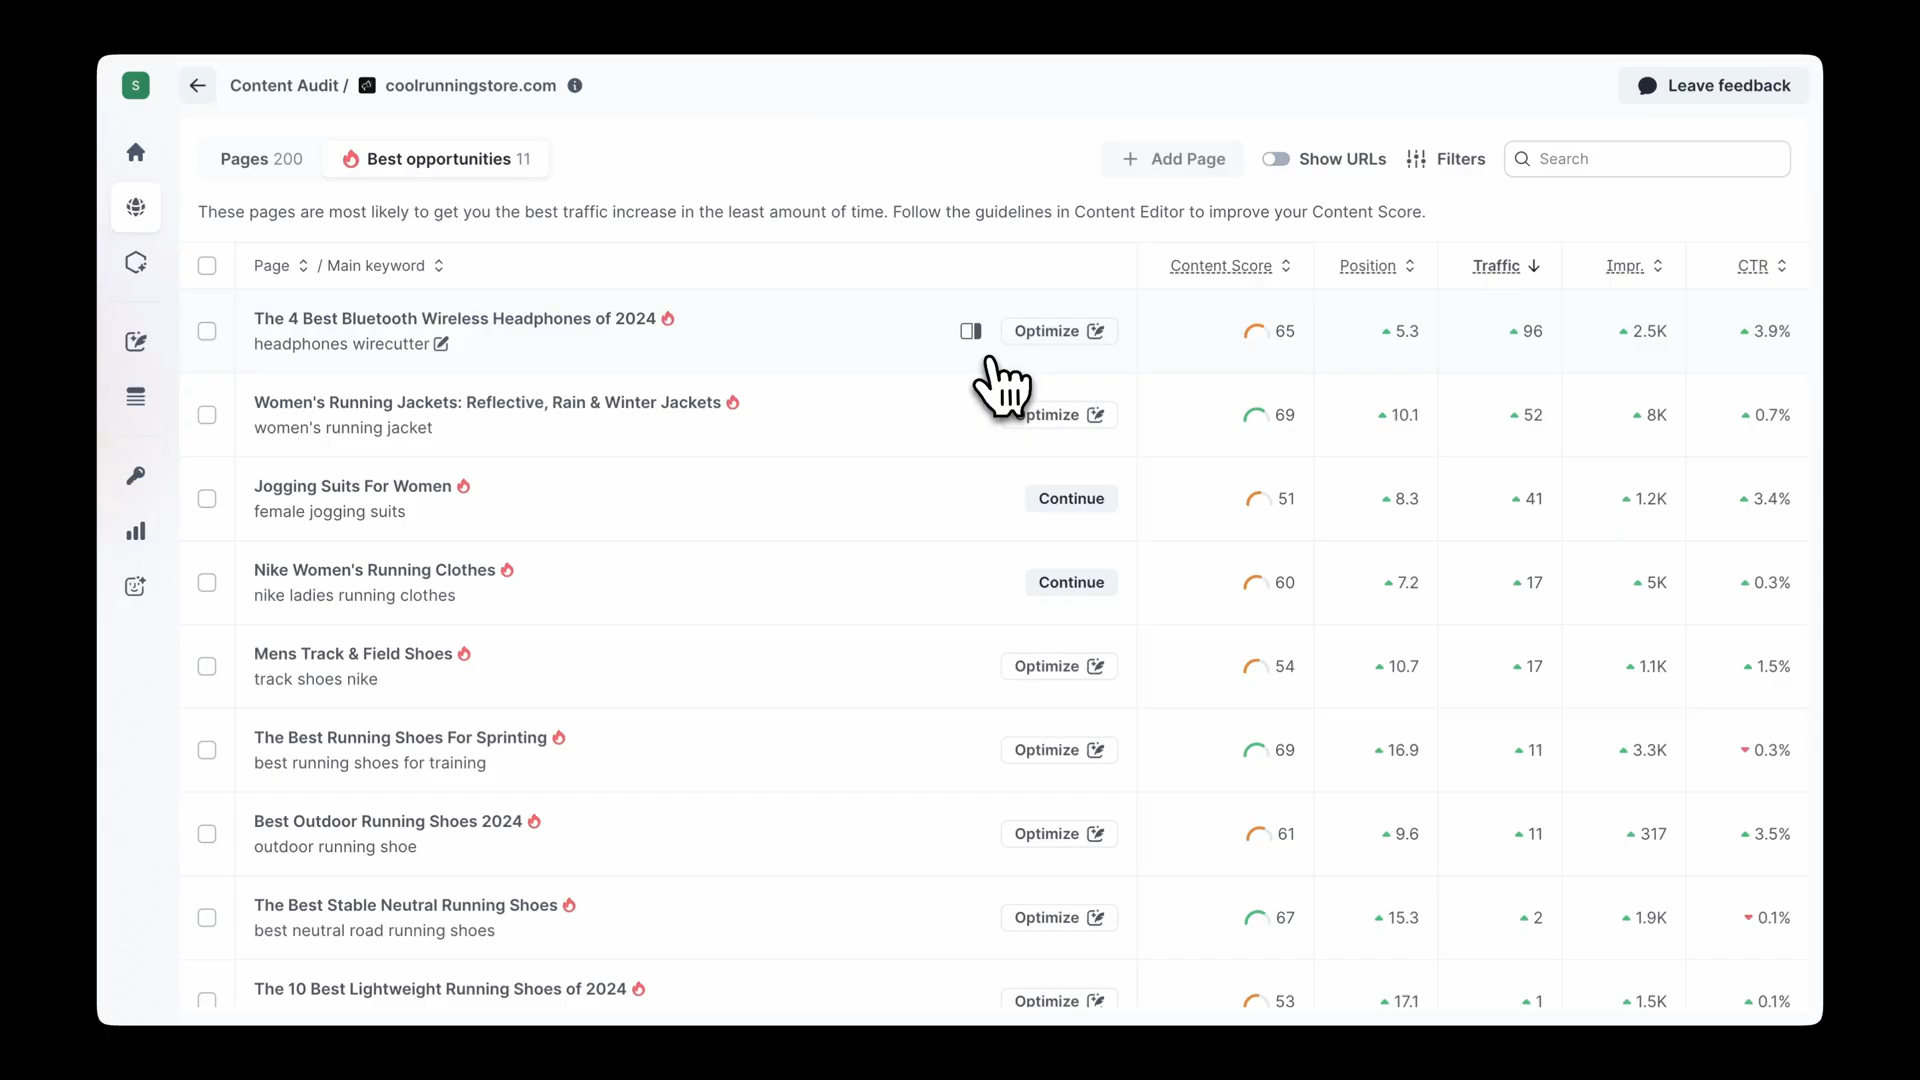 S
Content Audit / coolrunningstore.com
Leave feedback
Pages 200
Best opportunities 11
+ Add Page
Show URLs
Filters
Search
These pages are most likely to get you the best traffic increase in the least amount of time. Follow the guidelines in Content Editor to improve your Content Score.
Page / Main keyword Content Score Position Traffic Impr. CTR
The 4 Best Bluetooth Wireless Headphones of 2024
headphones wirecutter
Optimize 65 5.3 96 2.5K 3.9%
Women's Running Jackets: Reflective, Rain & Winter Jackets
women's running jacket
ptimize 69 10.1 52 8K 0.7%
Jogging Suits For Women
female jogging suits
Continue 51 8.3 41 1.2K 3.4%
Nike Women's Running Clothes
nike ladies running clothes
Continue 60 7.2 17 5K 0.3%
Mens Track & Field Shoes
track shoes nike
Optimize 54 10.7 17 1.1K 1.5%
The Best Running Shoes For Sprinting
best running shoes for training
Optimize 69 16.9 11 3.3K 0.3%
Best Outdoor Running Shoes 2024
outdoor running shoe
Optimize 61 9.6 11 317 3.5%
The Best Stable Neutral Running Shoes
best neutral road running shoes
Optimize 67 15.3 2 1.9K 0.1%
The 10 Best Lightweight Running Shoes of 2024
Optimize 53 17.1 1 1.5K 0.1%